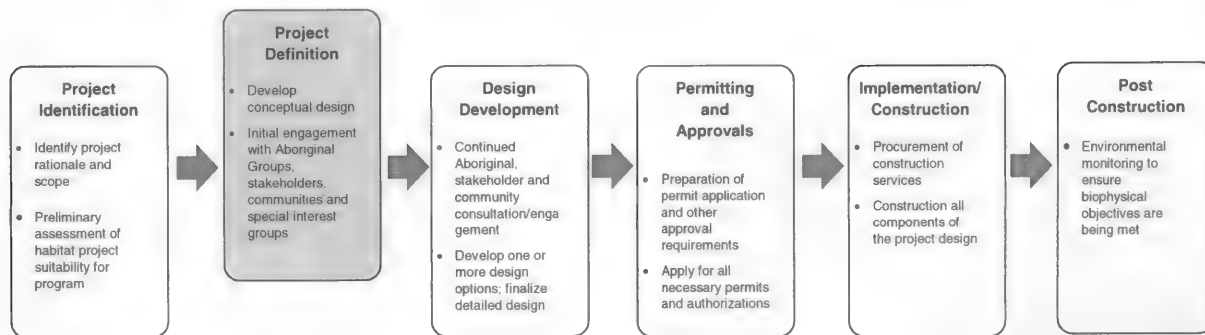 Project
Identification
• Identify project
rationale and
scope
• Preliminary
assessment of
habitat project
suitability for
program
Project
Definition
• Develop
conceptual design
• Initial engagement
with Aboriginal
Groups,
stakeholders,
communities and
special interest
groups
Design
Development
• Continued
Aboriginal,
stakeholder and
community
consultation/enga
gement
• Develop one or
more design
options; finalize
detailed design
Permitting
and
Approvals
• Preparation of
permit application
and other
approval
requirements
• Apply for all
necessary permits
and authorizations
Implementation/
Construction
• Procurement of
construction
services
• Construction all
components of
the project design
Post
Construction
• Environmental
monitoring to
ensure
biophysical
objectives are
being met